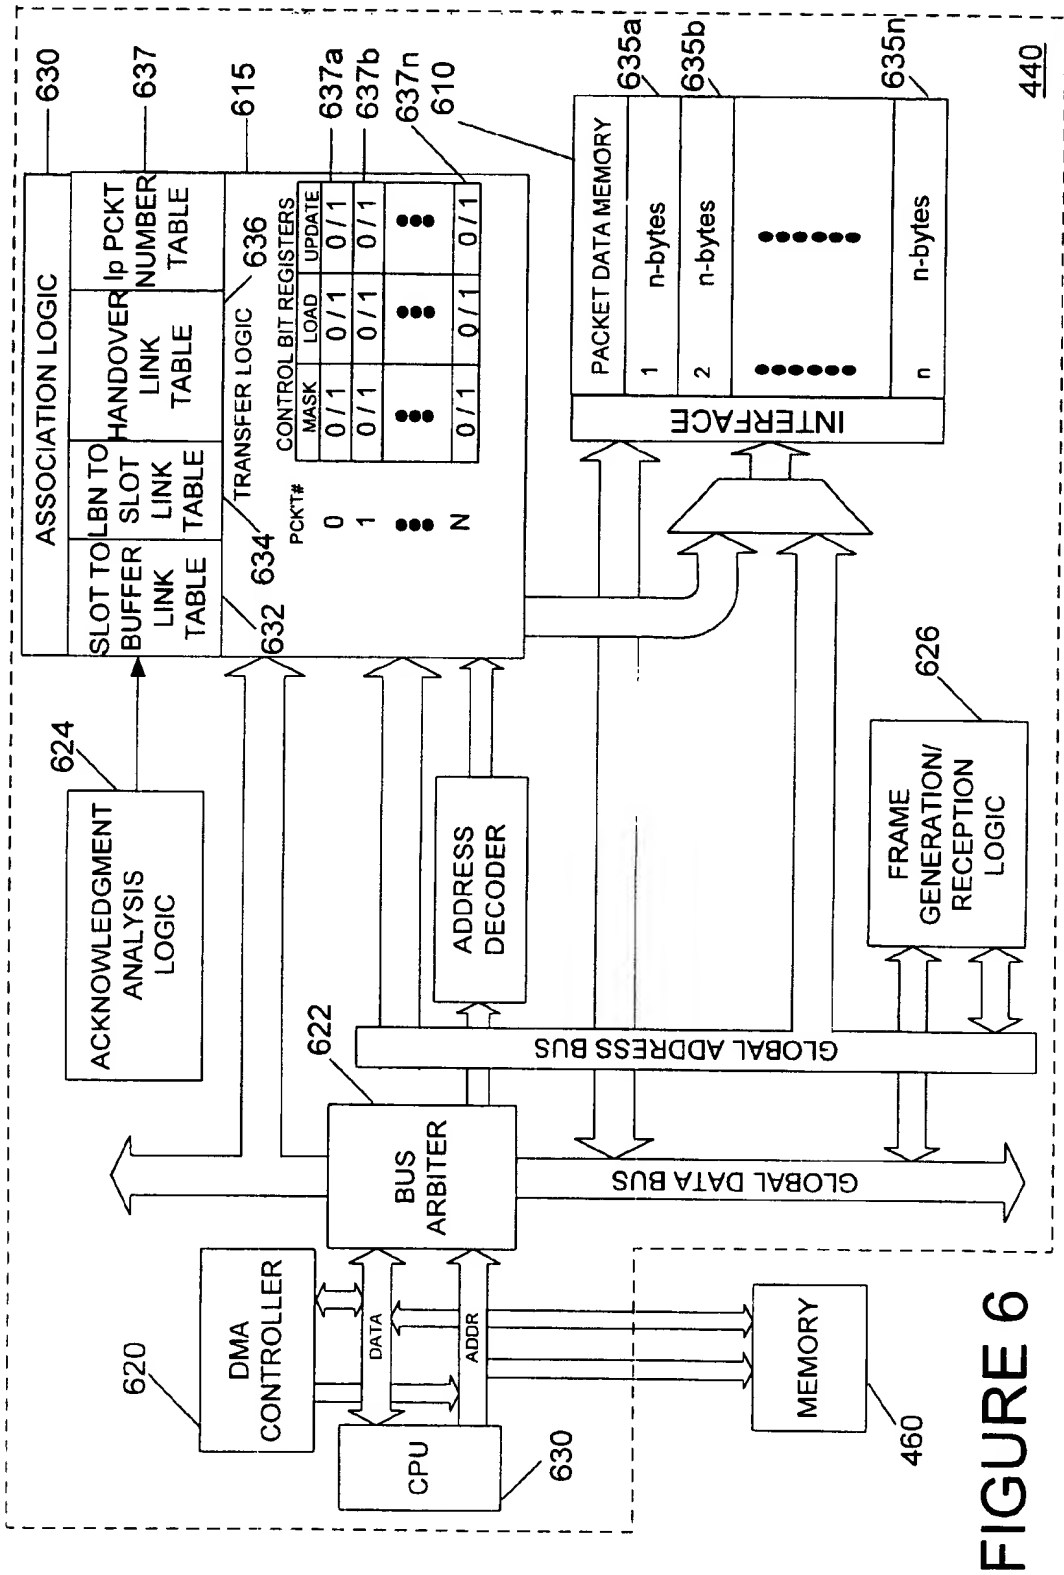 ASSOCIATION LOGIC
630
SLOT TO
BUFFER
LINK
TABLE
LBN TO
SLOT
LINK
TABLE
HANDOVER
LINK
TABLE
Ip PCKT
NUMBER
TABLE
637
632
634
636
TRANSFER LOGIC
615
CONTROL BIT REGISTERS
PCK'T#
MASK
LOAD
UPDATE
0
0 / 1
0 / 1
0 / 1
637a
1
0 / 1
0 / 1
0 / 1
637b
N
0 / 1
0 / 1
0 / 1
637n
610
PACKET DATA MEMORY
1
n-bytes
635a
2
n-bytes
635b
n
n-bytes
635n
INTERFACE
440
624
ACKNOWLEDGMENT
ANALYSIS
LOGIC
ADDRESS
DECODER
626
FRAME
GENERATION/
RECEPTION
LOGIC
622
BUS
ARBITER
GLOBAL ADDRESS BUS
GLOBAL DATA BUS
620
DMA
CONTROLLER
DATA
ADDR
CPU
630
MEMORY
460
FIGURE 6